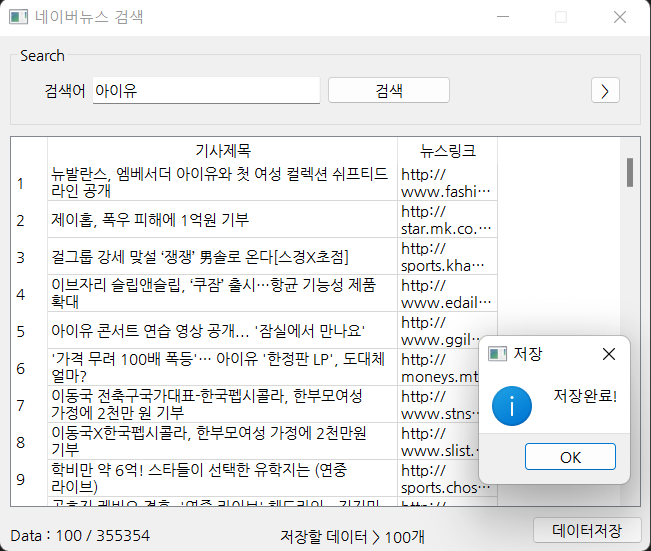 네이버뉴스 검색
Search
검색어
아이유
검색
>
기사제목
뉴스링크
1
뉴발란스, 엠베서더 아이유와 첫 여성 컬렉션 쉬프티드
라인 공개
http://
www.fashi…
2
제이홉, 폭우 피해에 1억원 기부
http://
star.mk.co.…
3
걸그룹 강세 맞설 ‘쟁쟁’ 男솔로 온다[스경X초점]
http://
sports.kha…
4
이브자리 슬립앤슬립, ‘쿠잠’ 출시…항균 기능성 제품
확대
http://
www.edail…
5
아이유 콘서트 연습 영상 공개... '잠실에서 만나요'
http://
www.ggil…
6
'가격 무려 100배 폭등'… 아이유 '한정판 LP', 도대체
얼마?
http://
moneys.mt
7
이동국 전축구국가대표-한국펩시콜라, 한부모여성
가정에 2천만 원 기부
http://
www.stns…
8
이동국X한국펩시콜라, 한부모여성 가정에 2천만원
기부
http://
www.slist.…
9
학비만 약 6억! 스타들이 선택한 유학지는 (연중
라이브)
http://
sports.chos…
저장
저장완료!
OK
Data : 100 / 355354
저장할 데이터 > 100개
데이터저장